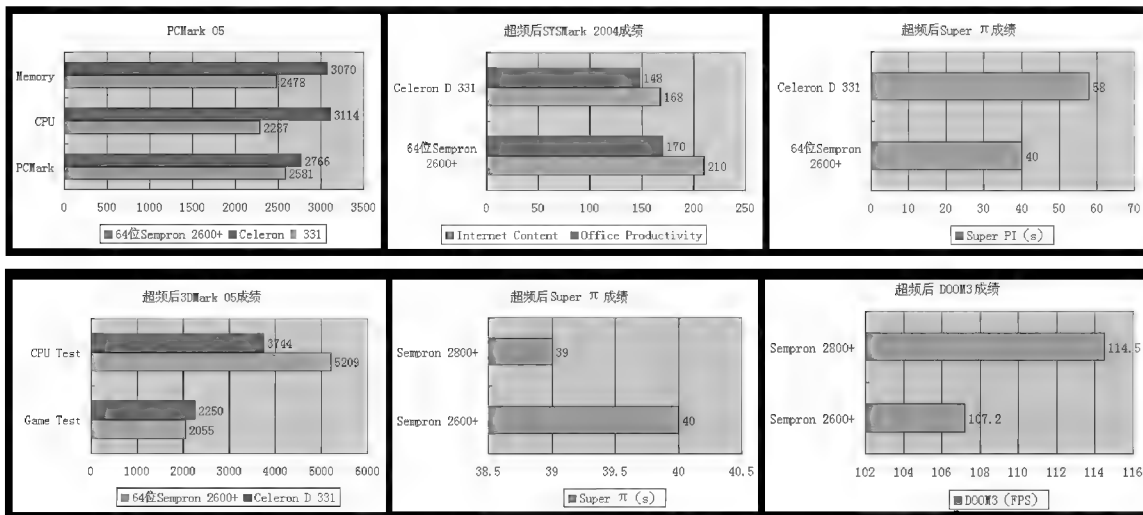 PCMark 05
Memory
3070
2478
CPU
3114
2287
PCMark
2766
2581
0 500 1000 1500 2000 2500 3000 3500
64位Sempron 2600+ Celeron D 331
超频后SYSMark 2004成绩
Celeron D 331
148
168
64位Sempron 2600+
170
210
0 50 100 150 200 250
Internet Content Office Productivity
超频后Super π成绩
Celeron D 331
58
64位Sempron 2600+
40
0 10 20 30 40 50 60 70
Super PI (s)
超频后3DMark 05成绩
CPU Test
3744
5209
Game Test
2250
2055
0 1000 2000 3000 4000 5000 6000
64位Sempron 2600+ Celeron D 331
超频后Super π 成绩
Sempron 2800+
39
Sempron 2600+
40
38.5 39 39.5 40 40.5
Super π (s)
超频后 DOOM3成绩
Sempron 2800+
114.5
Sempron 2600+
107.2
102 104 106 108 110 112 114 116
DOOM3 (FPS)